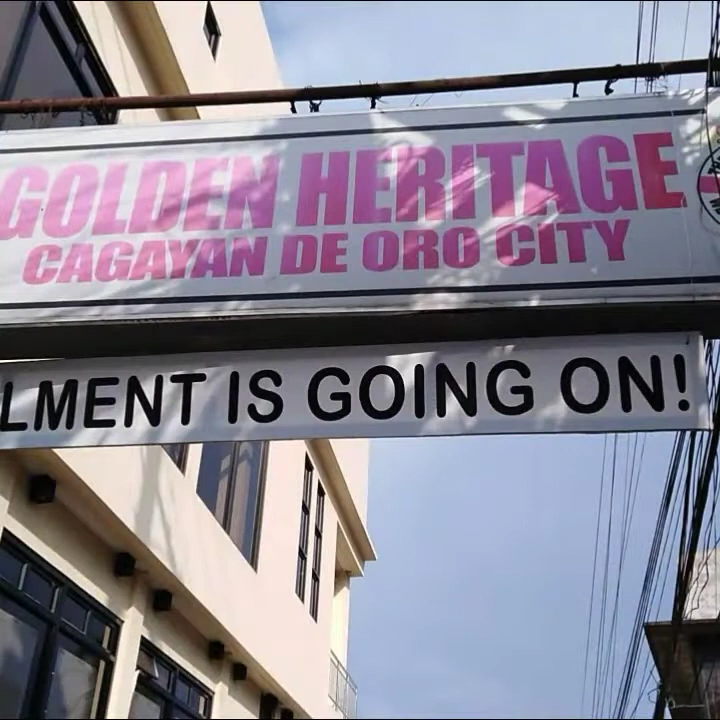 GOLDEN HERITAGE
CAGAYAN DE ORO CITY
LMENT IS GOING ON!